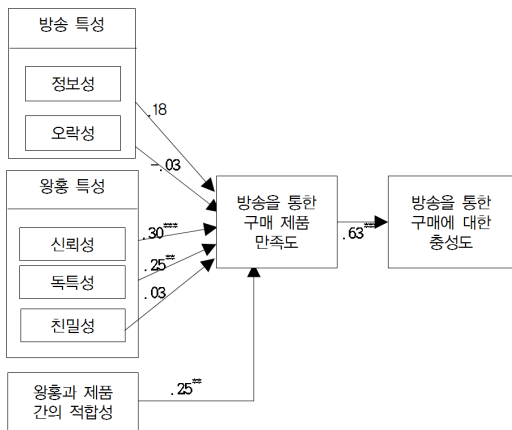 방송 특성
정보성
오락성
.18
-.03
왕홍 특성
신뢰성
독특성
친밀성
.30***
.25**
.03
방송을 통한
구매 제품
만족도
.63***
방송을 통한
구매에 대한
충성도
왕홍과 제품
간의 적합성
.25**